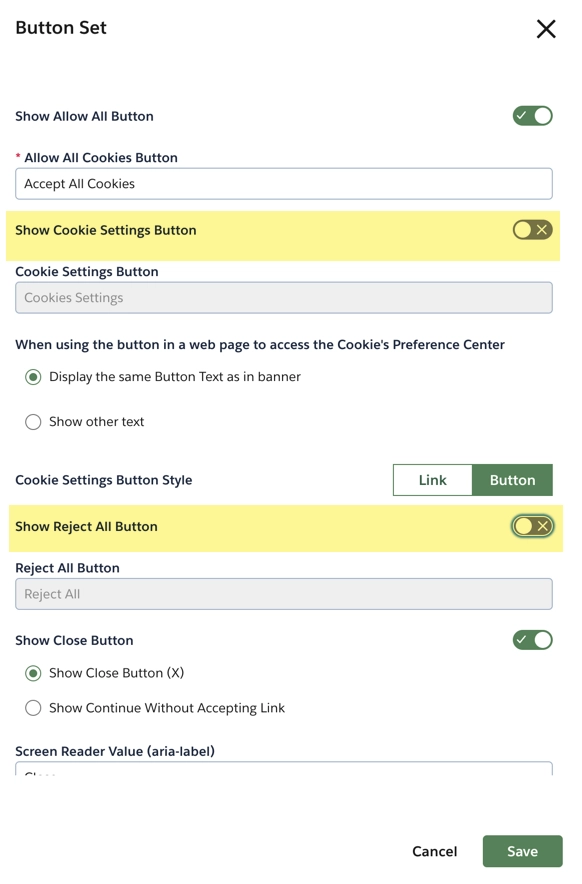 Button Set
Show Allow All Button
* Allow All Cookies Button
Accept All Cookies
Show Cookie Settings Button
Cookie Settings Button
Cookies Settings
When using the button in a web page to access the Cookie's Preference Center
Display the same Button Text as in banner
Show other text
Cookie Settings Button Style
Link
Button
Show Reject All Button
Reject All Button
Reject All
Show Close Button
Show Close Button (X)
Show Continue Without Accepting Link
Screen Reader Value (aria-label)
Cancel
Save